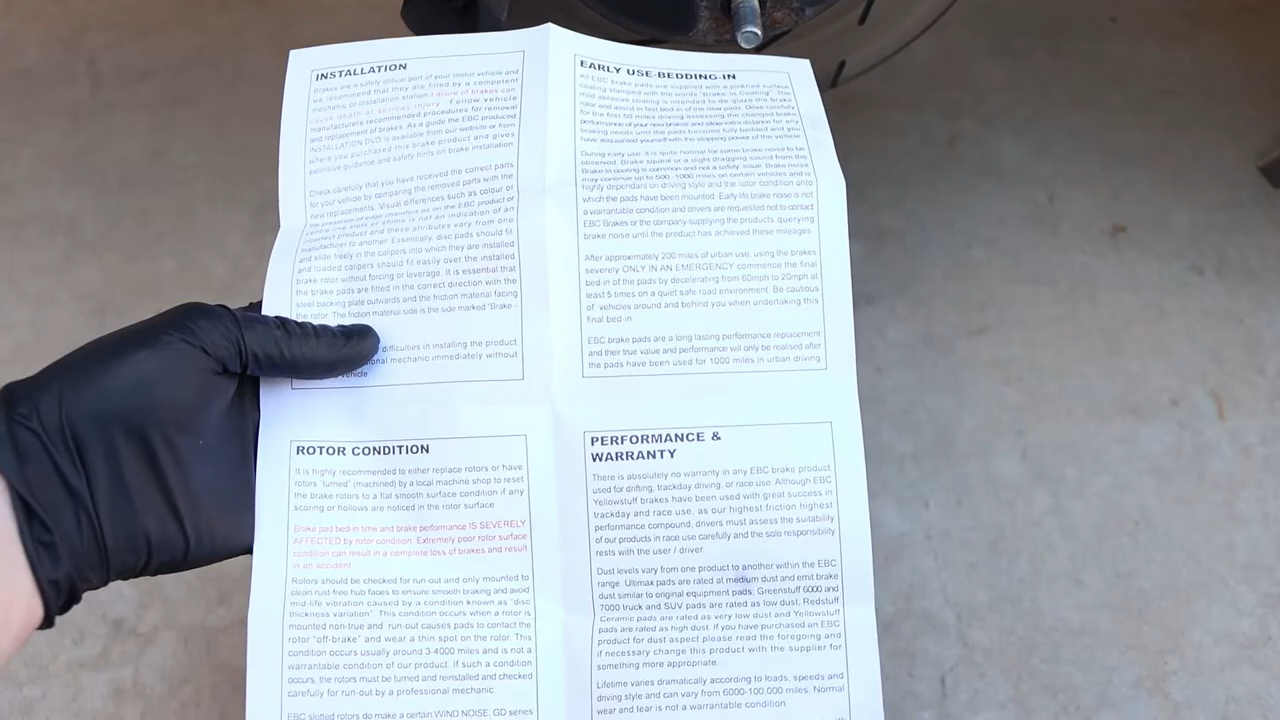 INSTALLATION
Brakes are a safety critical part of your motor vehicle and
we recommend that they are fitted by a competent
mechanic or installation station. Failure of brakes can
cause death or serious injury. Follow vehicle
manufacturers recommended procedures for removal
and replacement of brakes. As a guide the EBC produced
INSTALLATION DVD is available from our website or from
where you purchased this brake product and gives
extensive guidance and safety hints on brake installation.
Check carefully that you have received the correct parts
for your vehicle by comparing the removed parts with the
new replacements. Visual differences such as colour or
the presence of edge chamfers as on the EBC product or
centre line slots or shims is not an indication of an
incorrect product and these attributes vary from one
manufacturer to another. Essentially, disc pads should fit
and slide freely in the calipers into which they are installed
and loaded calipers should fit easily over the installed
brake rotor without forcing or leverage. It is essential that
the brake pads are fitted in the correct direction with the
steel backing plate outwards and the friction material facing
the rotor. The friction material side is the side marked "Brake -
difficulties in installing the product,
mechanic immediately without
vehicle
EARLY USE-BEDDING-IN
All EBC brake pads are supplied with a pink/red surface
coating stamped with the words "Brake-In Coating". This
mild abrasive coating is intended to de glaze the brake
rotor and assist in fast bed-in of the new pads. Drive carefully
for the first 50 miles driving assessing the changed brake
performance of your new brakes and allow extra distance for any
braking needs until the pads become fully bedded and you
have acquainted yourself with the stopping power of the vehicle.
During early use, it is quite normal for some brake noise to be
observed. Brake squeal or a slight dragging sound from the
Brake In coating is common and not a safety issue. Brake noise
may continue up to 500 -1000 miles on certain vehicles and is
highly dependant on driving style and the rotor condition onto
which the pads have been mounted. Early life brake noise is not
a warrantable condition and drivers are requested not to contact
EBC Brakes or the company supplying the products querying
brake noise until the product has achieved these mileages.
After approximately 200 miles of urban use, using the brakes
severely ONLY IN AN EMERGENCY commence the final
bed-in of the pads by decelerating from 60mph to 20mph at
least 5 times on a quiet safe road environment. Be cautious
of vehicles around and behind you when undertaking this
final bed-in.
EBC brake pads are a long lasting performance replacement
and their true value and performance will only be realised after
the pads have been used for 1000 miles in urban driving
ROTOR CONDITION
It is highly recommended to either replace rotors or have
rotors "turned" (machined) by a local machine shop to reset
the brake rotors to a flat smooth surface condition if any
scoring or hollows are noticed in the rotor surface.
Brake pad bed-in time and brake performance IS SEVERELY
AFFECTED by rotor condition. Extremely poor rotor surface
condition can result in a complete loss of brakes and result
in an accident.
Rotors should be checked for run-out and only mounted to
clean rust-free hub faces to ensure smooth braking and avoid
mid-life vibration caused by a condition known as "disc
thickness variation". This condition occurs when a rotor is
mounted non-true and run-out causes pads to contact the
rotor "off-brake" and wear a thin spot on the rotor. This
condition occurs usually around 3-4000 miles and is not a
warrantable condition of our product. If such a condition
occurs, the rotors must be turned and reinstalled and checked
carefully for run-out by a professional mechanic.
EBC slotted rotors do make a certain WIND NOISE, GD series
PERFORMANCE &
WARRANTY
There is absolutely no warranty in any EBC brake product
used for drifting, trackday driving, or race use. Although EBC
Yellowstuff brakes have been used with great success in
trackday and race use, as our highest friction highest
performance compound, drivers must assess the suitability
of our products in race use carefully and the sole responsibility
rests with the user / driver.
Dust levels vary from one product to another within the EBC
range. Ultimax pads are rated at medium dust and emit brake
dust similar to original equipment pads; Greenstuff 6000 and
7000 truck and SUV pads are rated as low dust, Redstuff
Ceramic pads are rated as very low dust and Yellowstuff
pads are rated as high dust. If you have purchased an EBC
product for dust aspect please read the foregoing and
if necessary change this product with the supplier for
something more appropriate.
Lifetime varies dramatically according to loads, speeds and
driving style and can vary from 6000-100,000 miles. Normal
wear and tear is not a warrantable condition.